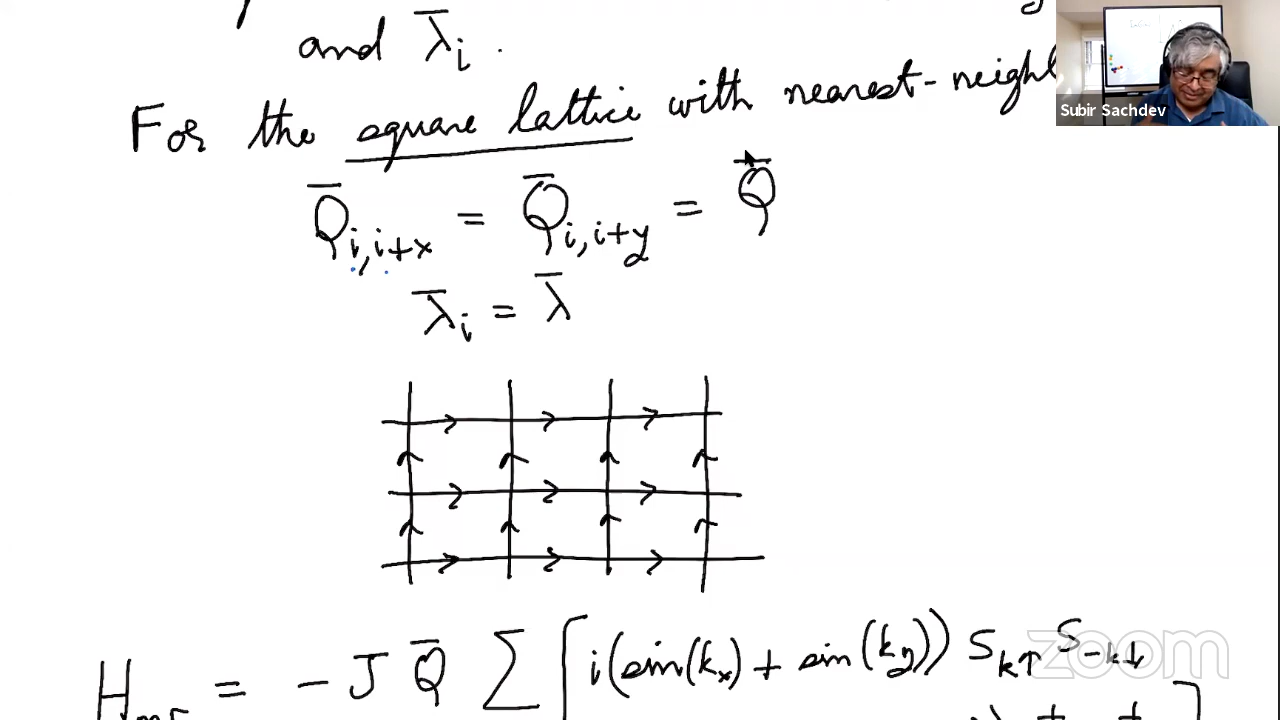 and λ̄_i .
For the square lattice with nearest-neigh
Q̄_{i,i+x} = Q̄_{i,i+y} = Q̄
λ̄_i = λ̄
H = - J Q̄ Σ [ i(sin(k_x) + sin(k_y)) S_{k↑} S_{-k↓}
Subir Sachdev
zoom